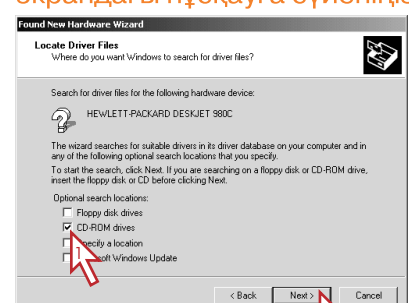 экрандағы нұсқауға сүйеніңіз
Found New Hardware Wizard
Locate Driver Files
Where do you want Windows to search for driver files?
Search for driver files for the following hardware device:
HEWLETT-PACKARD DESKJET 980C
The wizard searches for suitable drivers in its driver database on your computer and in
any of the following optional search locations that you specify.
To start the search, click Next. If you are searching on a floppy disk or CD-ROM drive,
insert the floppy disk or CD before clicking Next.
Optional search locations:
Floppy disk drives
CD-ROM drives
Specify a location
Microsoft Windows Update
1
< Back
Next >
Cancel